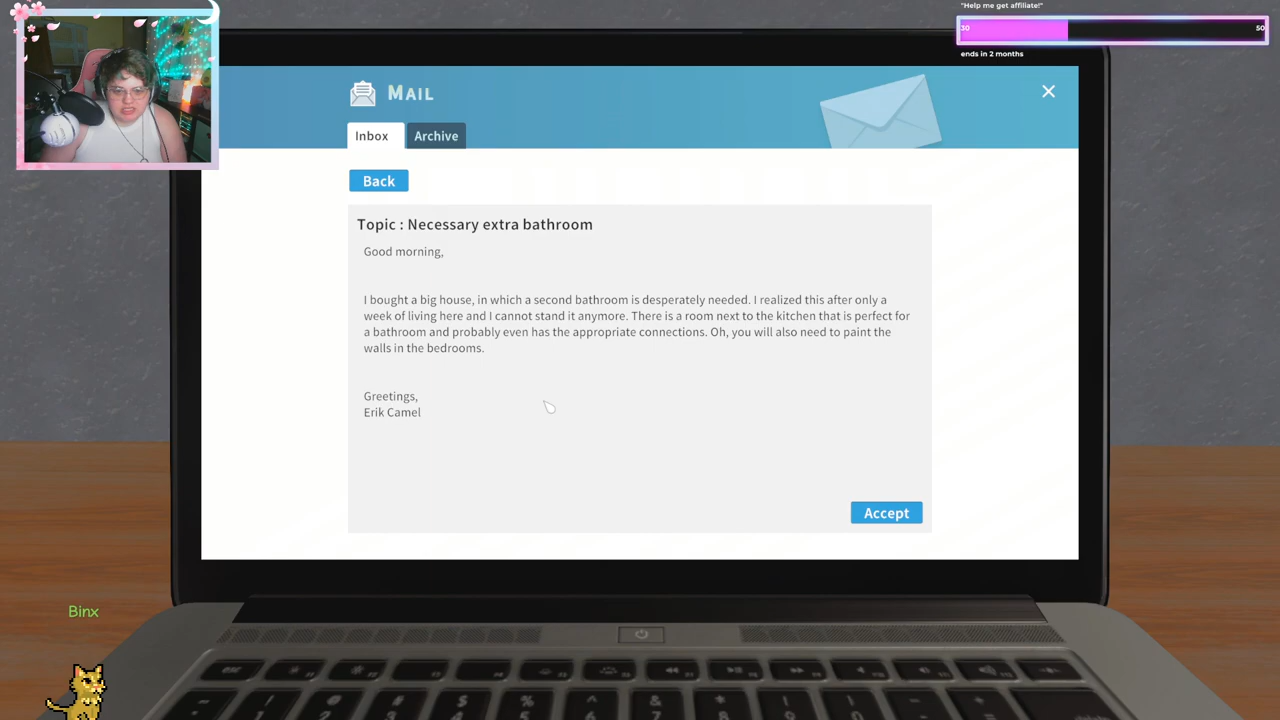 "Help me get affiliate!"
30
50
ends in 2 months
Mail
Inbox
Archive
Back
Topic : Necessary extra bathroom
Good morning,
I bought a big house, in which a second bathroom is desperately needed. I realized this after only a
week of living here and I cannot stand it anymore. There is a room next to the kitchen that is perfect for
a bathroom and probably even has the appropriate connections. Oh, you will also need to paint the
walls in the bedrooms.
Greetings,
Erik Camel
Accept
Binx